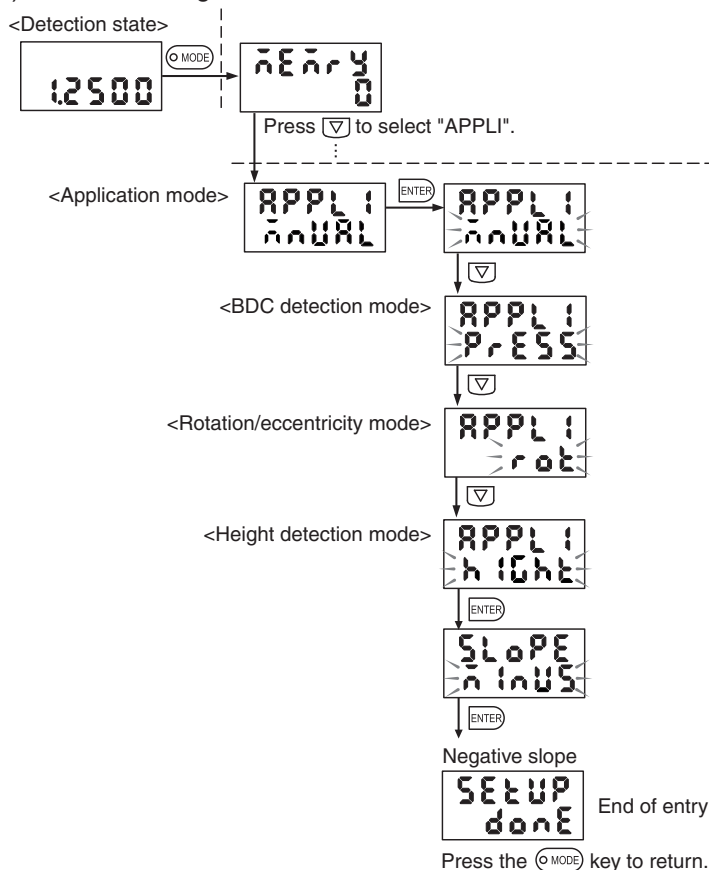 <Detection state>
1.2500
MODE
mEmrY
0
Press ▽ to select "APPLI".
<Application mode>
APPLI
mnUAL
ENTER
APPLI
mnUAL
▽
<BDC detection mode>
APPLI
PrESS
▽
<Rotation/eccentricity mode>
APPLI
rot
▽
<Height detection mode>
APPLI
hIGht
ENTER
SLoPE
mInUS
ENTER
Negative slope
SEtUP
donE
End of entry
Press the MODE key to return.